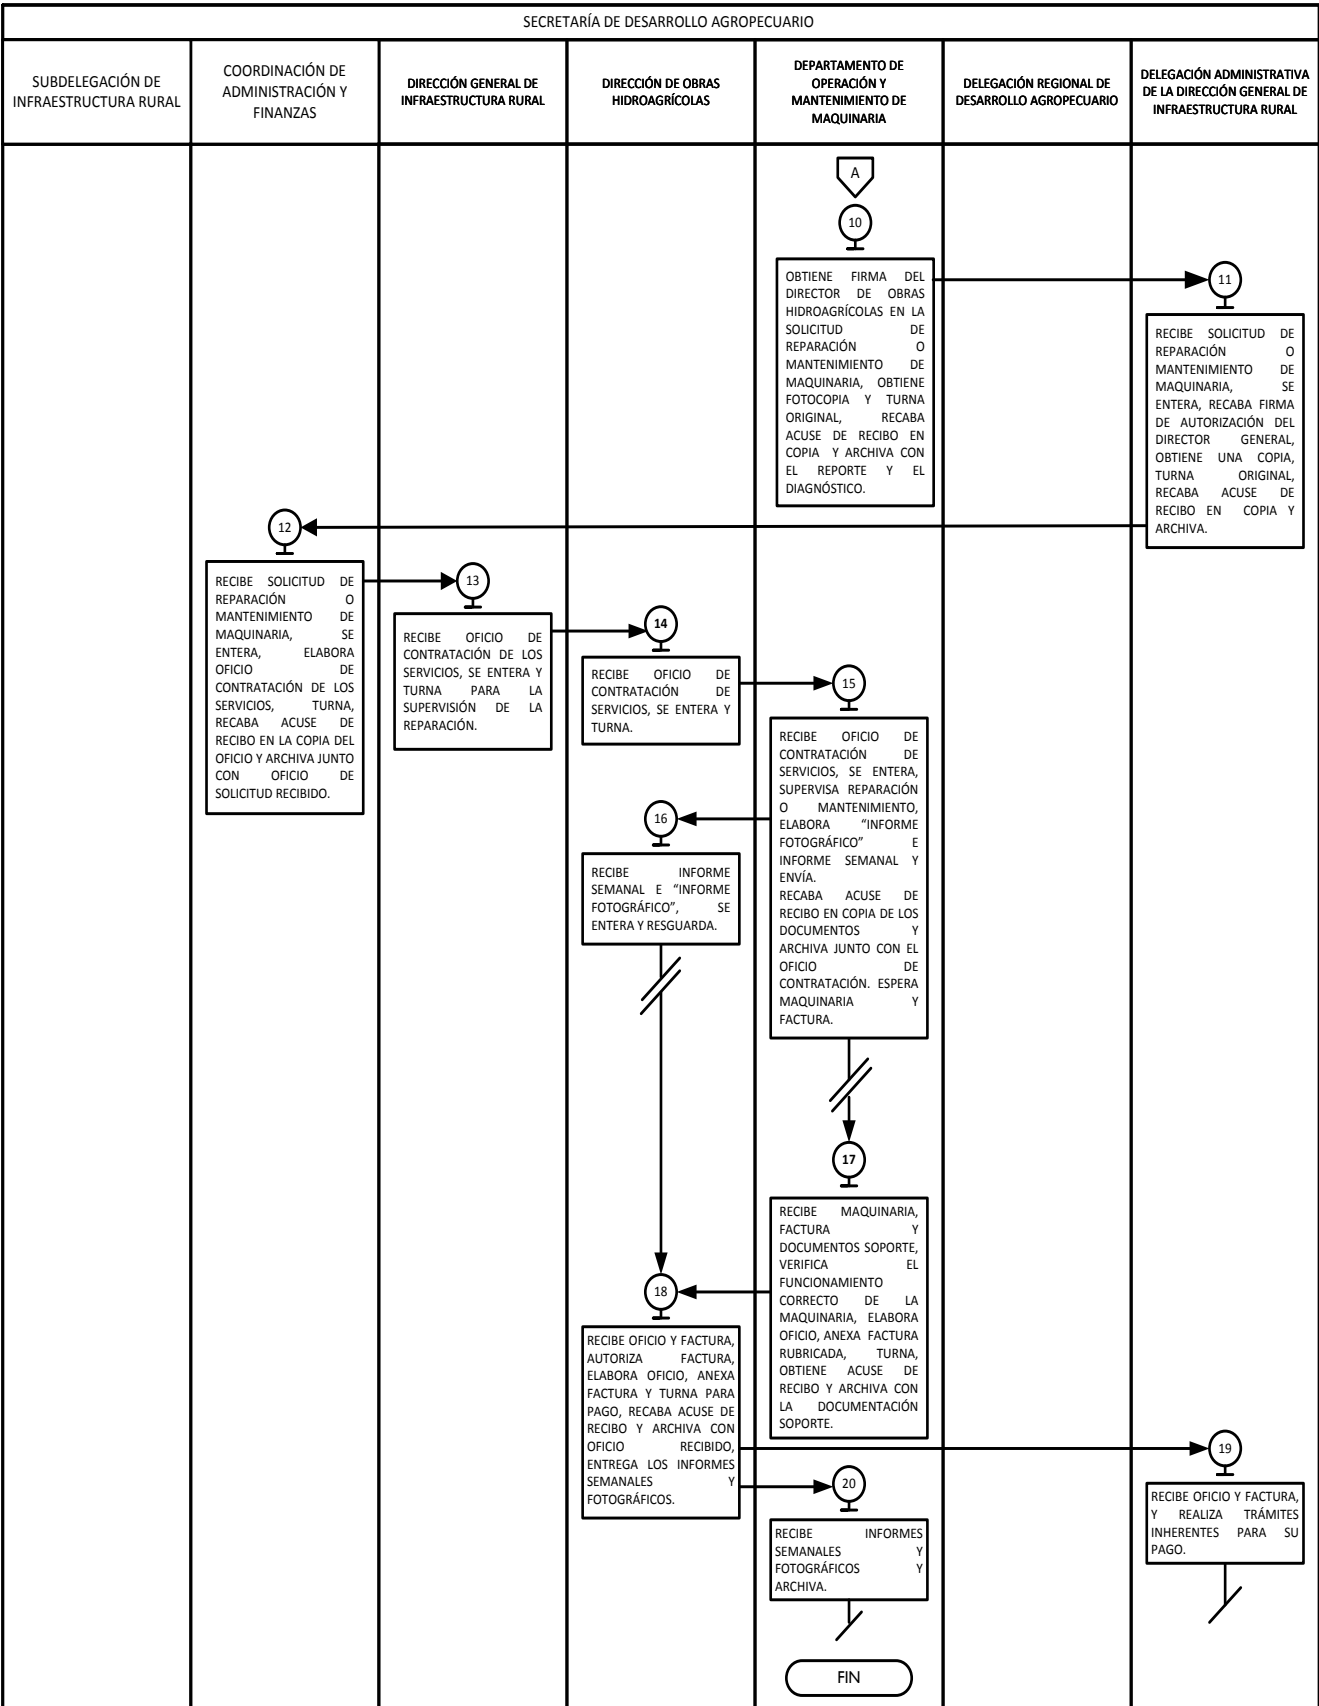 SECRETARÍA DE DESARROLLO AGROPECUARIO
SUBDELEGACIÓN DE
INFRAESTRUCTURA RURAL
COORDINACIÓN DE
ADMINISTRACIÓN Y
FINANZAS
DIRECCIÓN GENERAL DE
INFRAESTRUCTURA RURAL
DIRECCIÓN DE OBRAS
HIDROAGRÍCOLAS
DEPARTAMENTO DE
OPERACIÓN Y
MANTENIMIENTO DE
MAQUINARIA
DELEGACIÓN REGIONAL DE
DESARROLLO AGROPECUARIO
DELEGACIÓN ADMINISTRATIVA
DE LA DIRECCIÓN GENERAL DE
INFRAESTRUCTURA RURAL
A
10
OBTIENE FIRMA DEL
DIRECTOR DE OBRAS
HIDROAGRÍCOLAS EN LA
SOLICITUD DE
REPARACIÓN O
MANTENIMIENTO DE
MAQUINARIA, OBTIENE
FOTOCOPIA Y TURNA
ORIGINAL, RECABA
ACUSE DE RECIBO EN
COPIA Y ARCHIVA CON
EL REPORTE Y EL
DIAGNÓSTICO.
11
RECIBE SOLICITUD DE
REPARACIÓN O
MANTENIMIENTO DE
MAQUINARIA, SE
ENTERA, RECABA FIRMA
DE AUTORIZACIÓN DEL
DIRECTOR GENERAL,
OBTIENE UNA COPIA,
TURNA ORIGINAL,
RECABA ACUSE DE
RECIBO EN COPIA Y
ARCHIVA.
12
RECIBE SOLICITUD DE
REPARACIÓN O
MANTENIMIENTO DE
MAQUINARIA, SE
ENTERA, ELABORA
OFICIO DE
CONTRATACIÓN DE LOS
SERVICIOS, TURNA,
RECABA ACUSE DE
RECIBO EN LA COPIA DEL
OFICIO Y ARCHIVA JUNTO
CON OFICIO DE
SOLICITUD RECIBIDO.
13
RECIBE OFICIO DE
CONTRATACIÓN DE LOS
SERVICIOS, SE ENTERA Y
TURNA PARA LA
SUPERVISIÓN DE LA
REPARACIÓN.
14
RECIBE OFICIO DE
CONTRATACIÓN DE
SERVICIOS, SE ENTERA Y
TURNA.
15
RECIBE OFICIO DE
CONTRATACIÓN DE
SERVICIOS, SE ENTERA,
SUPERVISA REPARACIÓN
O MANTENIMIENTO,
ELABORA “INFORME
FOTOGRÁFICO” E
INFORME SEMANAL Y
ENVÍA.
RECABA ACUSE DE
RECIBO EN COPIA DE LOS
DOCUMENTOS Y
ARCHIVA JUNTO CON EL
OFICIO DE
CONTRATACIÓN. ESPERA
MAQUINARIA Y
FACTURA.
16
RECIBE INFORME
SEMANAL E “INFORME
FOTOGRÁFICO”, SE
ENTERA Y RESGUARDA.
17
RECIBE MAQUINARIA,
FACTURA Y
DOCUMENTOS SOPORTE,
VERIFICA EL
FUNCIONAMIENTO
CORRECTO DE LA
MAQUINARIA, ELABORA
OFICIO, ANEXA FACTURA
RUBRICADA, TURNA,
OBTIENE ACUSE DE
RECIBO Y ARCHIVA CON
LA DOCUMENTACIÓN
SOPORTE.
18
RECIBE OFICIO Y FACTURA,
AUTORIZA FACTURA,
ELABORA OFICIO, ANEXA
FACTURA Y TURNA PARA
PAGO, RECABA ACUSE DE
RECIBO Y ARCHIVA CON
OFICIO RECIBIDO,
ENTREGA LOS INFORMES
SEMANALES Y
FOTOGRÁFICOS.
19
RECIBE OFICIO Y FACTURA,
Y REALIZA TRÁMITES
INHERENTES PARA SU
PAGO.
20
RECIBE INFORMES
SEMANALES Y
FOTOGRÁFICOS Y
ARCHIVA.
FIN